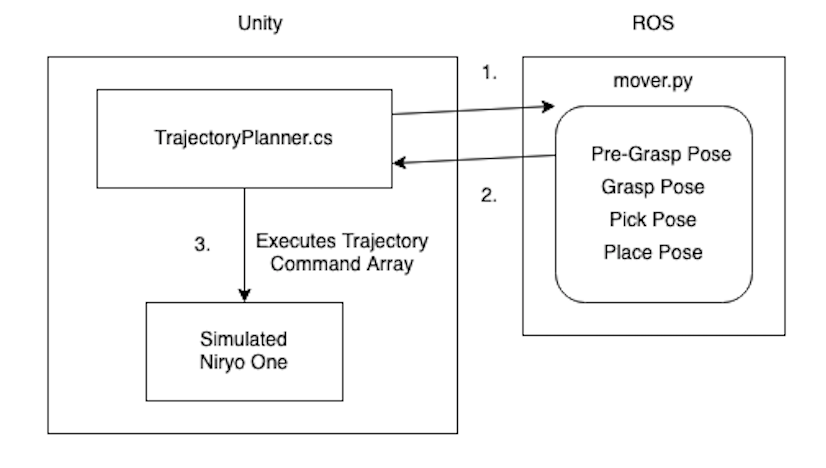 Unity
ROS
1.
mover.py
TrajectoryPlanner.cs
Pre-Grasp Pose
Grasp Pose
Pick Pose
Place Pose
2.
3.
Executes Trajectory
Command Array
Simulated
Niryo One